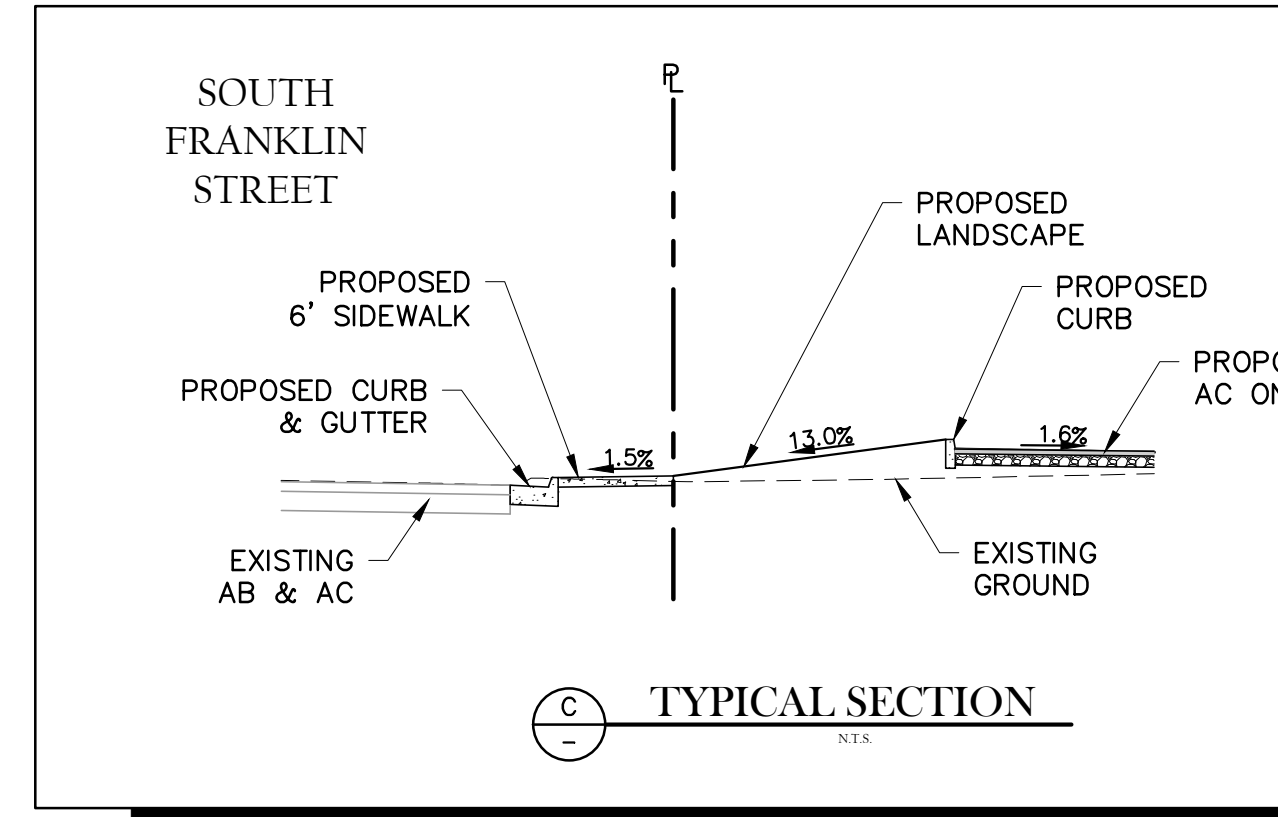 SOUTH
FRANKLIN
STREET
PL
PROPOSED
LANDSCAPE
PROPOSED
6' SIDEWALK
PROPOSED
CURB
AC
PROPOSED CURB
& GUTTER
13.0%
1.6%
1.5%
EXISTING
AB & AC
EXISTING
GROUND
C
–
TYPICAL SECTION
N.T.S.